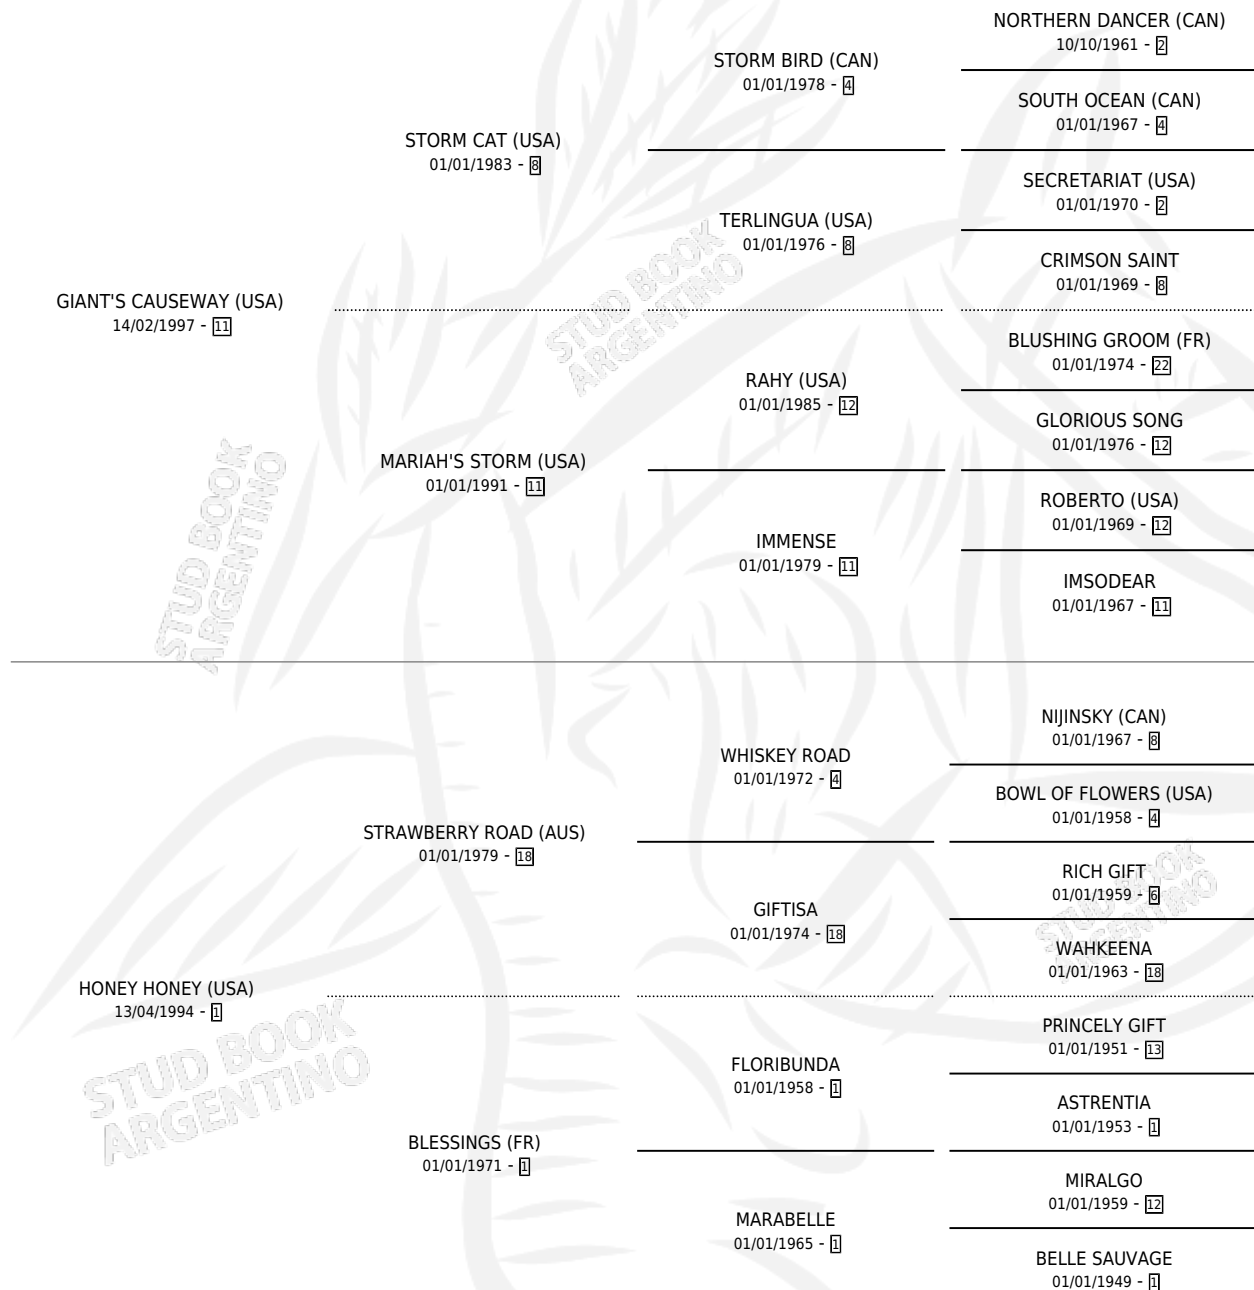 NORTHERN DANCER (CAN)
10/10/1961 - 2
STORM BIRD (CAN)
01/01/1978 - 4
SOUTH OCEAN (CAN)
01/01/1967 - 4
STORM CAT (USA)
01/01/1983 - 8
SECRETARIAT (USA)
01/01/1970 - 2
TERLINGUA (USA)
01/01/1976 - 8
CRIMSON SAINT
01/01/1969 - 8
GIANT'S CAUSEWAY (USA)
14/02/1997 - 11
STUD BOOK
ARGENTINO
BLUSHING GROOM (FR)
01/01/1974 - 22
RAHY (USA)
01/01/1985 - 12
GLORIOUS SONG
01/01/1976 - 12
MARIAH'S STORM (USA)
01/01/1991 - 11
ROBERTO (USA)
01/01/1969 - 12
IMMENSE
01/01/1979 - 11
IMSODEAR
01/01/1967 - 11
STUD BOOK
ARGENTINO
NIJINSKY (CAN)
01/01/1967 - 8
WHISKEY ROAD
01/01/1972 - 4
BOWL OF FLOWERS (USA)
01/01/1958 - 4
STRAWBERRY ROAD (AUS)
01/01/1979 - 18
RICH GIFT
01/01/1959 - 6
GIFTISA
01/01/1974 - 18
WAHKEENA
01/01/1963 - 18
STUD BOOK
ARGENTINO
HONEY HONEY (USA)
13/04/1994 - 1
PRINCELY GIFT
01/01/1951 - 13
FLORIBUNDA
01/01/1958 - 1
ASTRENTIA
01/01/1953 - 1
STUD BOOK
ARGENTINO
BLESSINGS (FR)
01/01/1971 - 1
MIRALGO
01/01/1959 - 12
MARABELLE
01/01/1965 - 1
BELLE SAUVAGE
01/01/1949 - 1